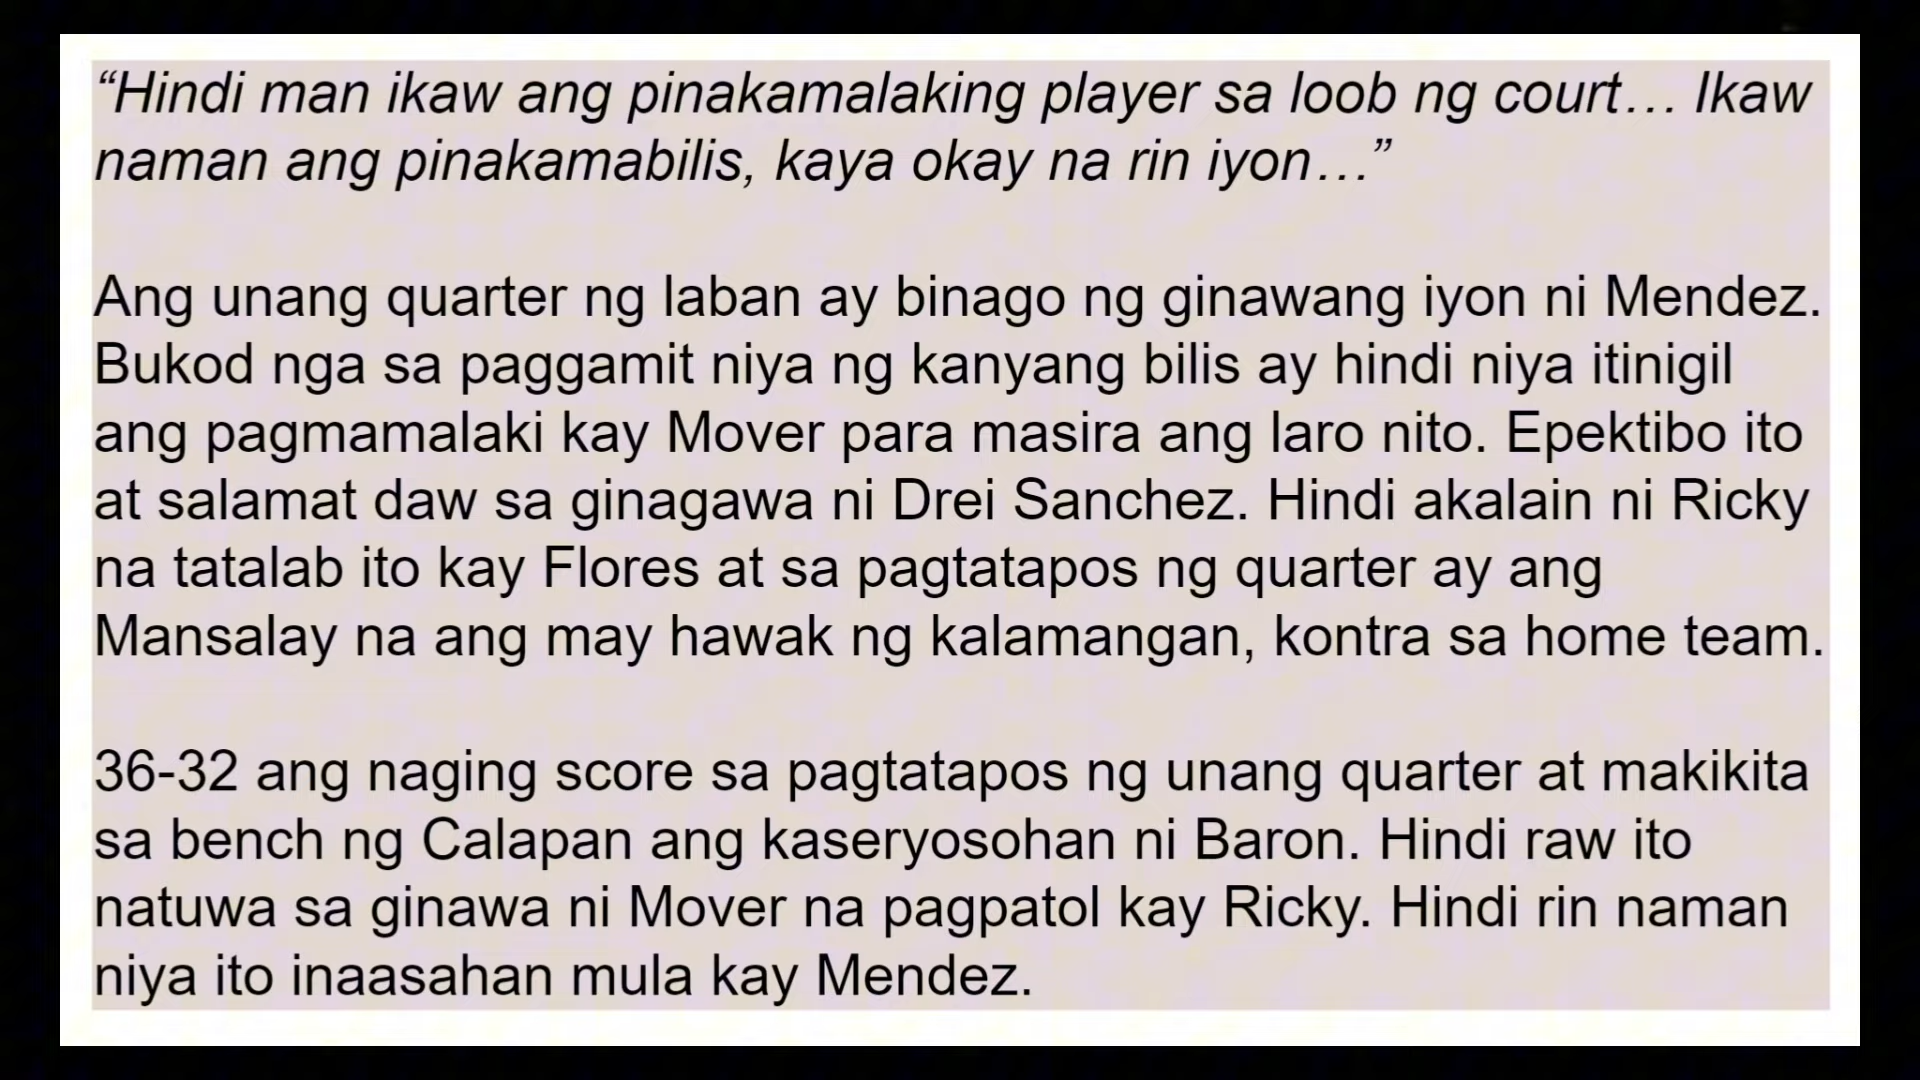 “Hindi man ikaw ang pinakamalaking player sa loob ng court… Ikaw
naman ang pinakamabilis, kaya okay na rin iyon…”
Ang unang quarter ng laban ay binago ng ginawang iyon ni Mendez.
Bukod nga sa paggamit niya ng kanyang bilis ay hindi niya itinigil
ang pagmamalaki kay Mover para masira ang laro nito. Epektibo ito
at salamat daw sa ginagawa ni Drei Sanchez. Hindi akalain ni Ricky
na tatalab ito kay Flores at sa pagtatapos ng quarter ay ang
Mansalay na ang may hawak ng kalamangan, kontra sa home team.
36-32 ang naging score sa pagtatapos ng unang quarter at makikita
sa bench ng Calapan ang kaseryosohan ni Baron. Hindi raw ito
natuwa sa ginawa ni Mover na pagpatol kay Ricky. Hindi rin naman
niya ito inaasahan mula kay Mendez.